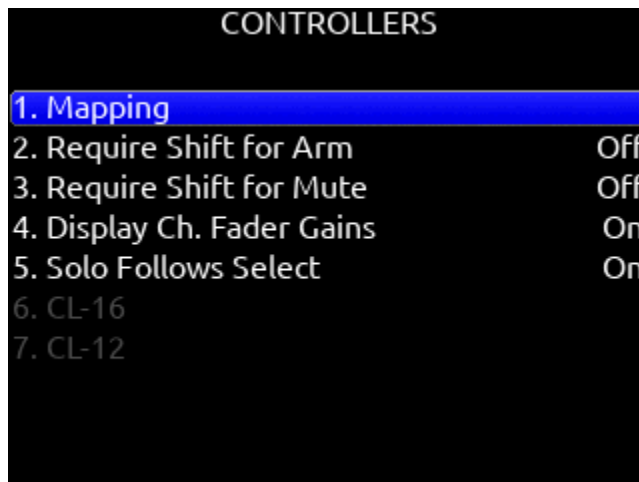 CONTROLLERS
1. Mapping
2. Require Shift for Arm Off
3. Require Shift for Mute Off
4. Display Ch. Fader Gains On
5. Solo Follows Select On
6. CL-16
7. CL-12